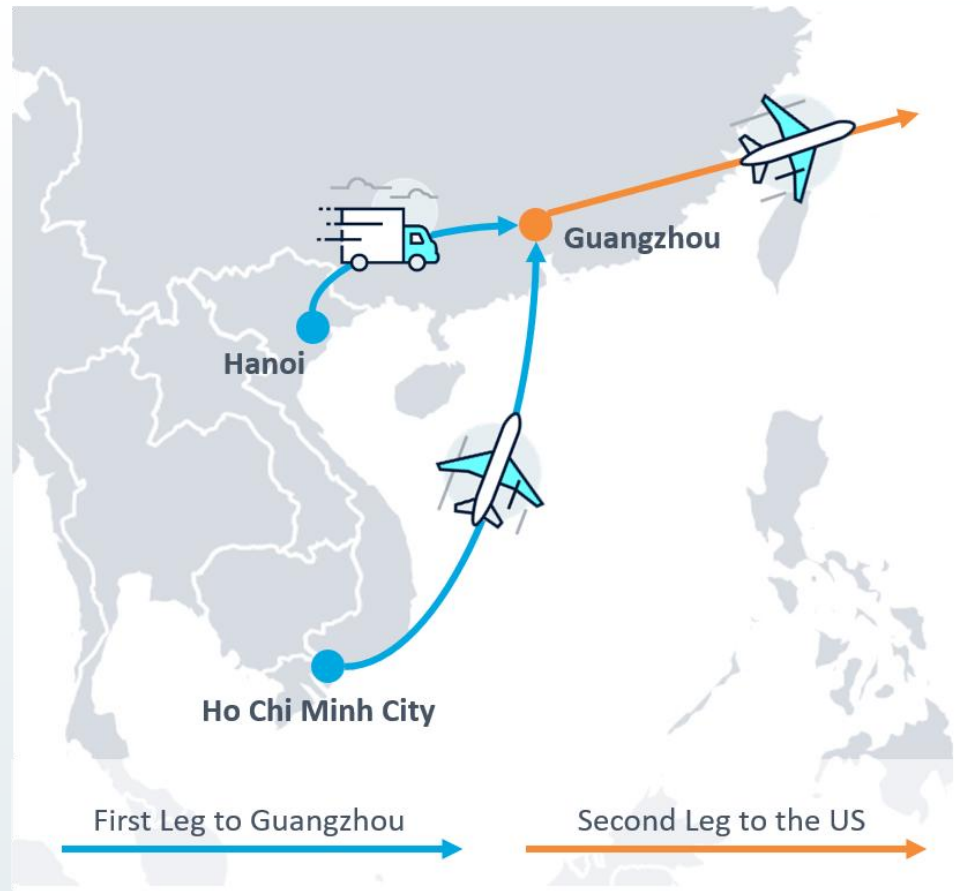 Guangzhou
Hanoi
Ho Chi Minh City
First Leg to Guangzhou
Second Leg to the US